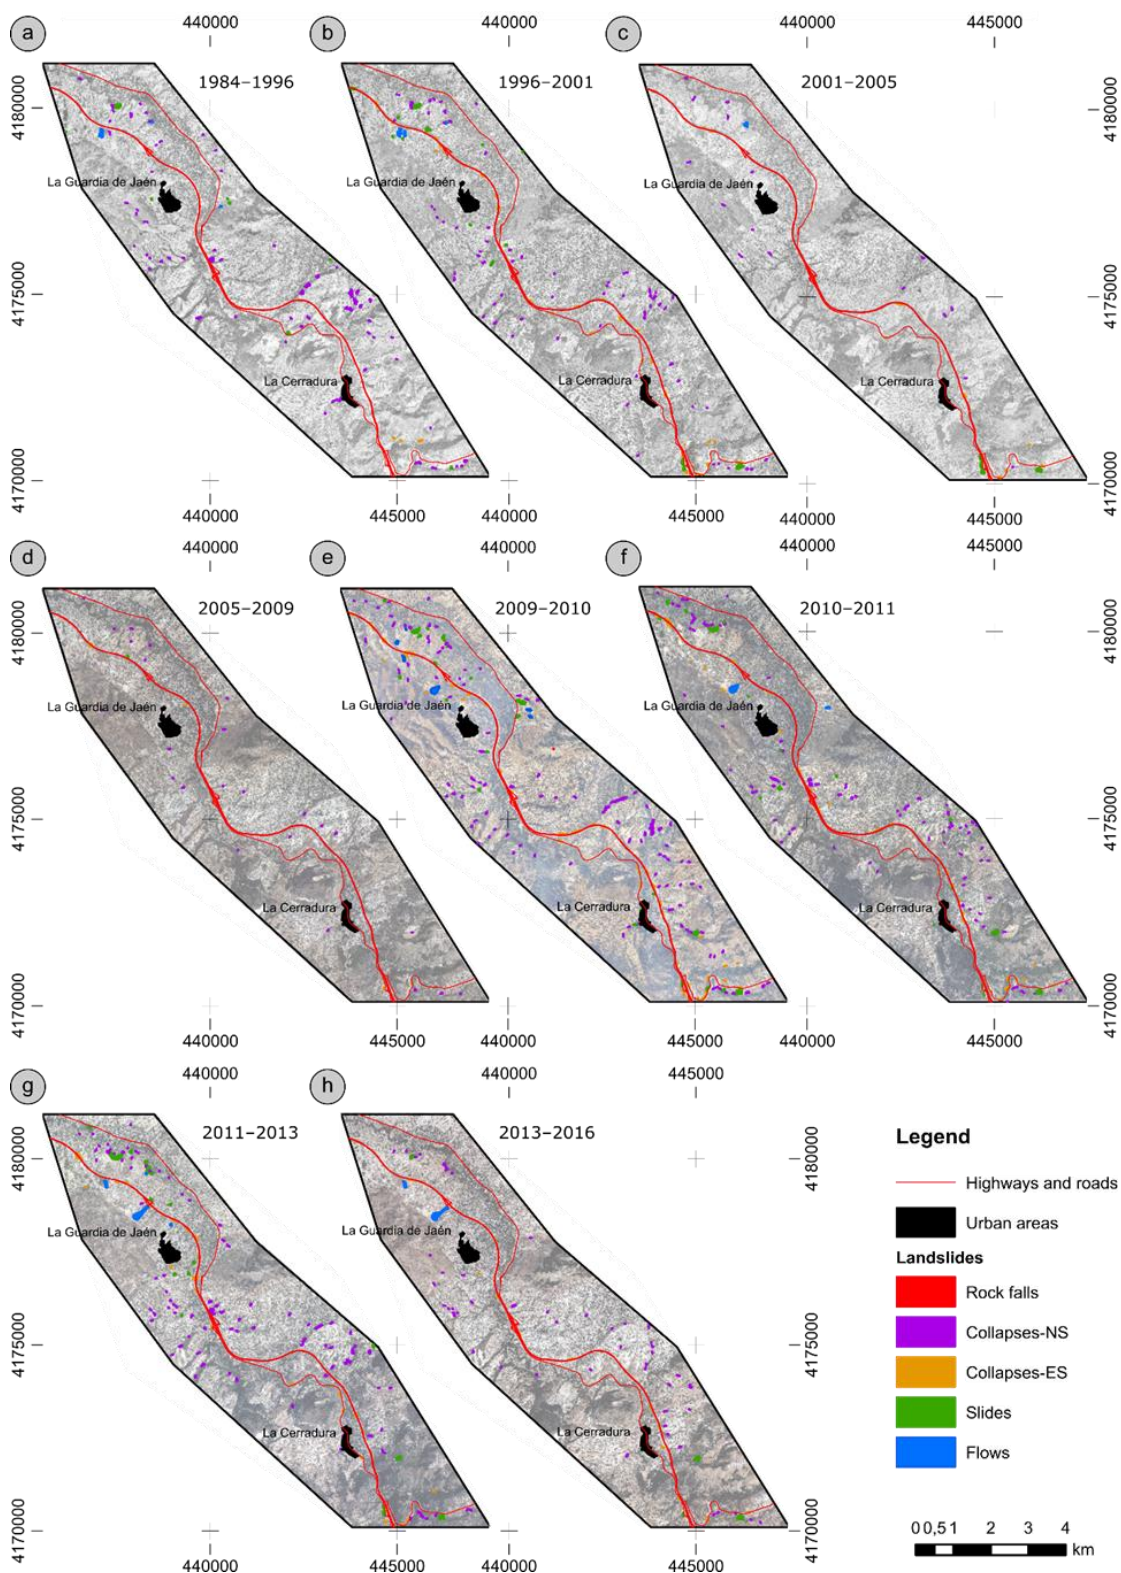 440000
440000
440000
445000
a
b
c
1984–1996
1996–2001
2001–2005
4180000
4180000
La Guardia de Jaén
La Guardia de Jaén
La Guardia de Jaén
4175000
4175000
La Cerradura
La Cerradura
La Cerradura
4170000
4170000
440000
445000
440000
445000
440000
445000
440000
440000
440000
445000
d
e
f
2005–2009
2009–2010
2010–2011
4180000
4180000
La Guardia de Jaén
La Guardia de Jaén
La Guardia de Jaén
4175000
4175000
La Cerradura
La Cerradura
La Cerradura
4170000
4170000
440000
445000
440000
445000
440000
445000
440000
440000
445000
g
h
2011–2013
2013–2016
4180000
4180000
La Guardia de Jaén
La Guardia de Jaén
4175000
4175000
La Cerradura
La Cerradura
4170000
4170000
440000
445000
440000
445000
Legend
Highways and roads
Urban areas
Landslides
Rock falls
Collapses-NS
Collapses-ES
Slides
Flows
0 0,5 1 2 3 4
km